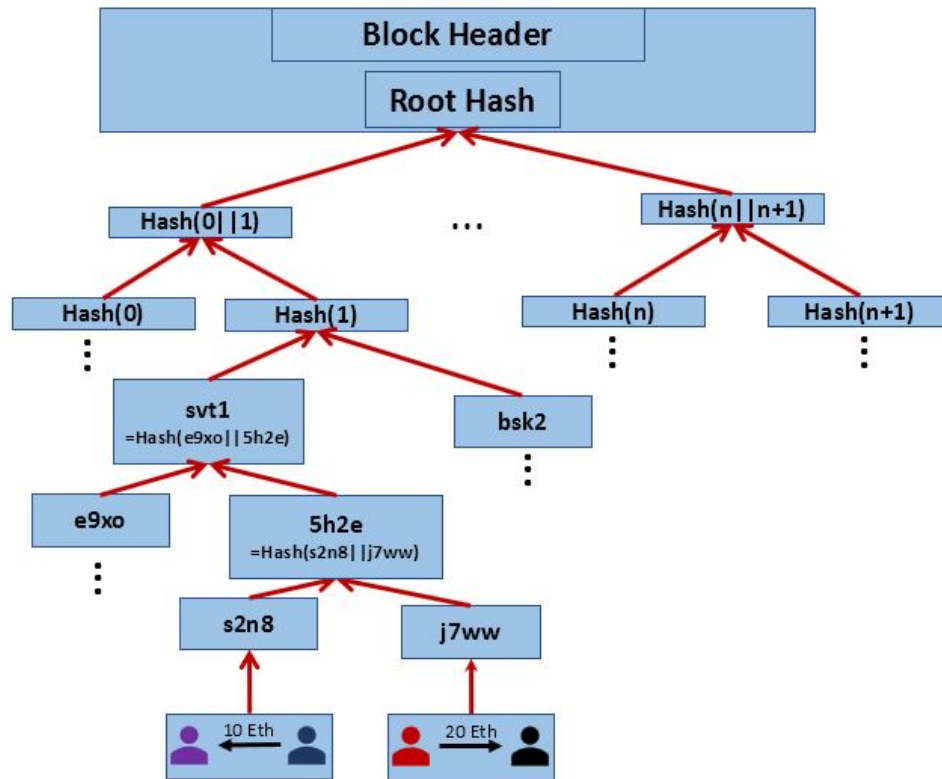 Block Header
Root Hash
Hash(0||1)
...
Hash(n||n+1)
Hash(0)
Hash(1)
Hash(n)
Hash(n+1)
svt1
=Hash(e9xo||5h2e)
bsk2
e9xo
5h2e
=Hash(s2n8||j7ww)
s2n8
j7ww
10 Eth
20 Eth